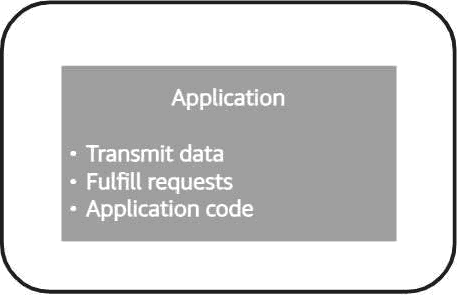 Application
• Transmit data
• Fulfill requests
• Application code